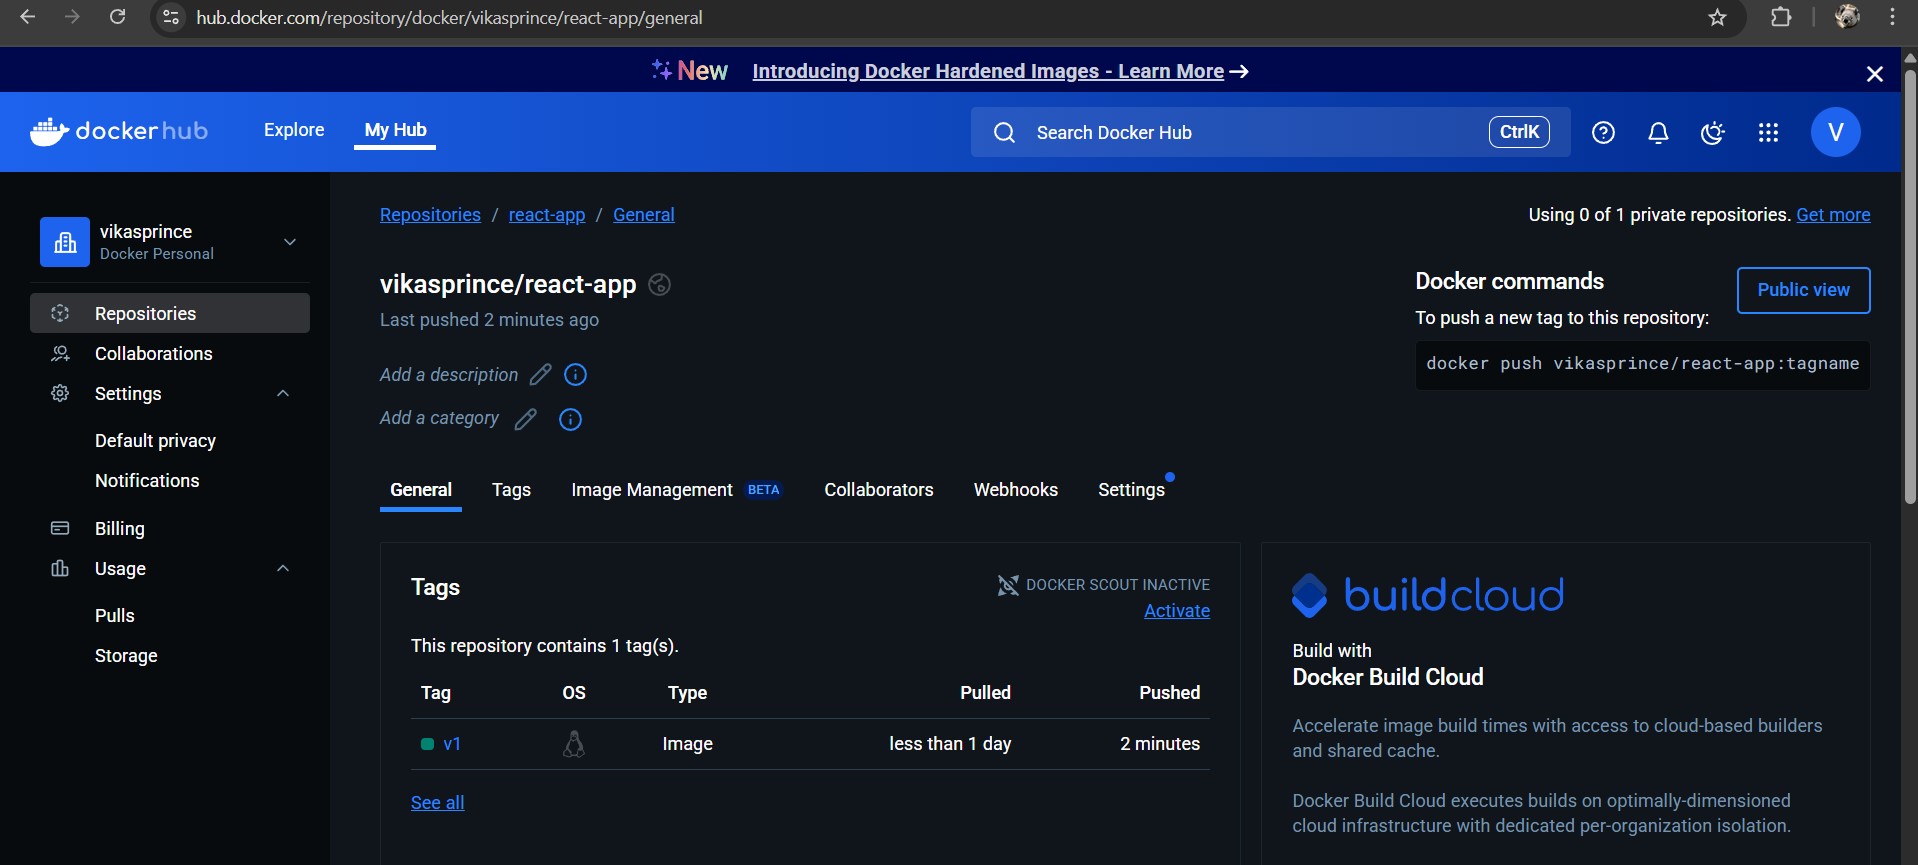 hub.docker.com/repository/docker/vikasprince/react-app/general
New Introducing Docker Hardened Images - Learn More →
docker hub
Explore
My Hub
Search Docker Hub
CtrlK
V
vikasprince
Docker Personal
Repositories
Collaborations
Settings
Default privacy
Notifications
Billing
Usage
Pulls
Storage
Repositories / react-app / General
Using 0 of 1 private repositories. Get more
vikasprince/react-app
Last pushed 2 minutes ago
Add a description
Add a category
Docker commands
Public view
To push a new tag to this repository:
docker push vikasprince/react-app:tagname
General
Tags
Image Management BETA
Collaborators
Webhooks
Settings
Tags
DOCKER SCOUT INACTIVE
Activate
This repository contains 1 tag(s).
Tag OS Type Pulled Pushed
v1 Image less than 1 day 2 minutes
See all
buildcloud
Build with
Docker Build Cloud
Accelerate image build times with access to cloud-based builders
and shared cache.
Docker Build Cloud executes builds on optimally-dimensioned
cloud infrastructure with dedicated per-organization isolation.